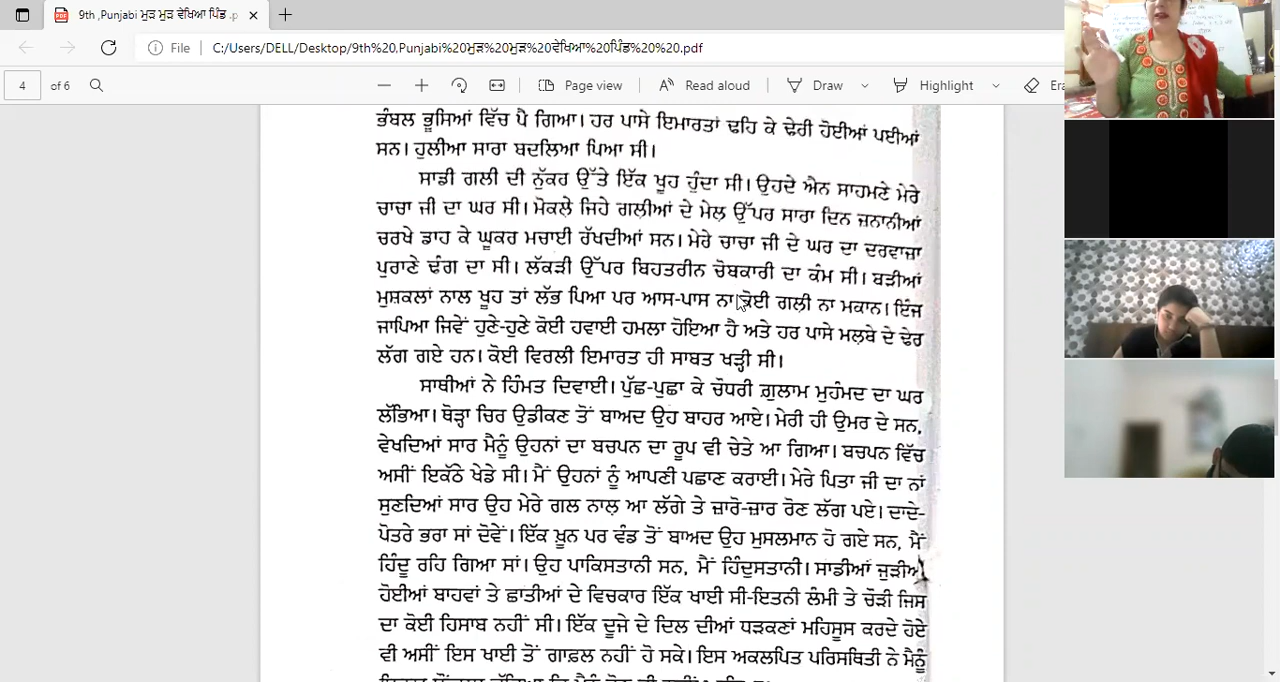 9th ,Punjabi ਮੁੜ ਮੁੜ ਵੇਖਿਆ ਪਿੰਡ .p
File
C:/Users/DELL/Desktop/9th%20,Punjabi%20ਮੁੜ%20ਮੁੜ%20ਵੇਖਿਆ%20ਪਿੰਡ%20%20.pdf
4 of 6
Page view
Read aloud
Draw
Highlight
Era
ਭੰਬਲ ਭੂਸਿਆਂ ਵਿੱਚ ਪੈ ਗਿਆ। ਹਰ ਪਾਸੇ ਇਮਾਰਤਾਂ ਢਹਿ ਕੇ ਢੇਰੀ ਹੋਈਆਂ ਪਈਆਂ
ਸਨ। ਹੁਲੀਆ ਸਾਰਾ ਬਦਲਿਆ ਪਿਆ ਸੀ।
ਸਾਡੀ ਗਲੀ ਦੀ ਨੁੱਕਰ ਉੱਤੇ ਇੱਕ ਖੂਹ ਹੁੰਦਾ ਸੀ। ਉਹਦੇ ਐਨ ਸਾਹਮਣੇ ਮੇਰੇ
ਚਾਚਾ ਜੀ ਦਾ ਘਰ ਸੀ। ਮੋਕਲੇ ਜਿਹੇ ਗਲੀਆਂ ਦੇ ਮੇਲ਼ ਉੱਪਰ ਸਾਰਾ ਦਿਨ ਜ਼ਨਾਨੀਆਂ
ਚਰਖੇ ਡਾਹ ਕੇ ਘੂਕਰ ਮਚਾਈ ਰੱਖਦੀਆਂ ਸਨ। ਮੇਰੇ ਚਾਚਾ ਜੀ ਦੇ ਘਰ ਦਾ ਦਰਵਾਜ਼ਾ
ਪੁਰਾਣੇ ਢੰਗ ਦਾ ਸੀ। ਲੱਕੜੀ ਉੱਪਰ ਬਿਹਤਰੀਨ ਚੋਬਕਾਰੀ ਦਾ ਕੰਮ ਸੀ। ਬੜੀਆਂ
ਮੁਸ਼ਕਲਾਂ ਨਾਲ ਖੂਹ ਤਾਂ ਲੱਭ ਪਿਆ ਪਰ ਆਸ-ਪਾਸ ਨਾ ਕੋਈ ਗਲੀ ਨਾ ਮਕਾਨ। ਇੰਜ
ਜਾਪਿਆ ਜਿਵੇਂ ਹੁਣੇ-ਹੁਣੇ ਕੋਈ ਹਵਾਈ ਹਮਲਾ ਹੋਇਆ ਹੈ ਅਤੇ ਹਰ ਪਾਸੇ ਮਲਬੇ ਦੇ ਢੇਰ
ਲੱਗ ਗਏ ਹਨ। ਕੋਈ ਵਿਰਲੀ ਇਮਾਰਤ ਹੀ ਸਾਬਤ ਖੜ੍ਹੀ ਸੀ।
ਸਾਥੀਆਂ ਨੇ ਹਿੰਮਤ ਦਿਵਾਈ। ਪੁੱਛ-ਪੁਛਾ ਕੇ ਚੌਧਰੀ ਗ਼ੁਲਾਮ ਮੁਹੰਮਦ ਦਾ ਘਰ
ਲੱਭਿਆ। ਥੋੜ੍ਹਾ ਚਿਰ ਉਡੀਕਣ ਤੋਂ ਬਾਅਦ ਉਹ ਬਾਹਰ ਆਏ। ਮੇਰੀ ਹੀ ਉਮਰ ਦੇ ਸਨ,
ਵੇਖਦਿਆਂ ਸਾਰ ਮੈਨੂੰ ਉਹਨਾਂ ਦਾ ਬਚਪਨ ਦਾ ਰੂਪ ਵੀ ਚੇਤੇ ਆ ਗਿਆ। ਬਚਪਨ ਵਿੱਚ
ਅਸੀਂ ਇਕੱਠੇ ਖੇਡੇ ਸੀ। ਮੈਂ ਉਹਨਾਂ ਨੂੰ ਆਪਣੀ ਪਛਾਣ ਕਰਾਈ। ਮੇਰੇ ਪਿਤਾ ਜੀ ਦਾ ਨਾਂ
ਸੁਣਦਿਆਂ ਸਾਰ ਉਹ ਮੇਰੇ ਗਲ ਨਾਲ ਆ ਲੱਗੇ ਤੇ ਜ਼ਾਰੋ-ਜ਼ਾਰ ਰੋਣ ਲੱਗ ਪਏ। ਦਾਦੇ-
ਪੋਤਰੇ ਭਰਾ ਸਾਂ ਦੋਵੇਂ। ਇੱਕ ਖ਼ੂਨ ਪਰ ਵੰਡ ਤੋਂ ਬਾਅਦ ਉਹ ਮੁਸਲਮਾਨ ਹੋ ਗਏ ਸਨ, ਮੈਂ
ਹਿੰਦੂ ਰਹਿ ਗਿਆ ਸਾਂ। ਉਹ ਪਾਕਿਸਤਾਨੀ ਸਨ, ਮੈਂ ਹਿੰਦੁਸਤਾਨੀ। ਸਾਡੀਆਂ ਜੁੜੀਆਂ
ਹੋਈਆਂ ਬਾਹਵਾਂ ਤੇ ਛਾਤੀਆਂ ਦੇ ਵਿਚਕਾਰ ਇੱਕ ਖਾਈ ਸੀ-ਇਤਨੀ ਲੰਮੀ ਤੇ ਚੌੜੀ ਜਿਸ
ਦਾ ਕੋਈ ਹਿਸਾਬ ਨਹੀਂ ਸੀ। ਇੱਕ ਦੂਜੇ ਦੇ ਦਿਲ ਦੀਆਂ ਧੜਕਣਾਂ ਮਹਿਸੂਸ ਕਰਦੇ ਹੋਏ
ਵੀ ਅਸੀਂ ਇਸ ਖਾਈ ਤੋਂ ਗਾਫ਼ਲ ਨਹੀਂ ਹੋ ਸਕੇ। ਇਸ ਅਕਲਪਿਤ ਪਰਿਸਥਿਤੀ ਨੇ ਮੈਨੂੰ